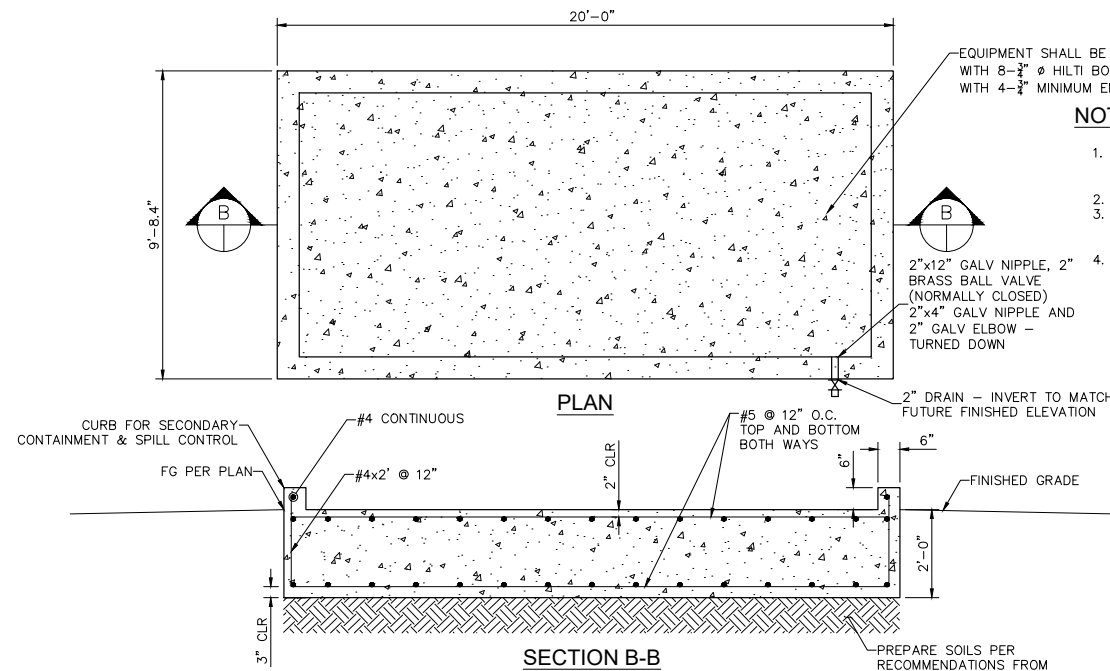 20'-0"
9'-8.4"
B
B
EQUIPMENT SHALL BE
WITH 8-3/4" ø HILTI BO
WITH 4-3/4" MINIMUM
NOT
1.
2.
3.
4.
2"x12" GALV NIPPLE, 2"
BRASS BALL VALVE
(NORMALLY CLOSED)
2"x4" GALV NIPPLE AND
2" GALV ELBOW –
TURNED DOWN
2" DRAIN – INVERT TO MATCH
FUTURE FINISHED ELEVATION
PLAN
CURB FOR SECONDARY
CONTAINMENT & SPILL CONTROL
FG PER PLAN
#4 CONTINUOUS
#4x2' @ 12"
2" CLR
#5 @ 12" O.C.
TOP AND BOTTOM
BOTH WAYS
6"
6"
FINISHED GRADE
2'-0"
3" CLR
SECTION B-B
PREPARE SOILS PER
RECOMMENDATIONS FROM